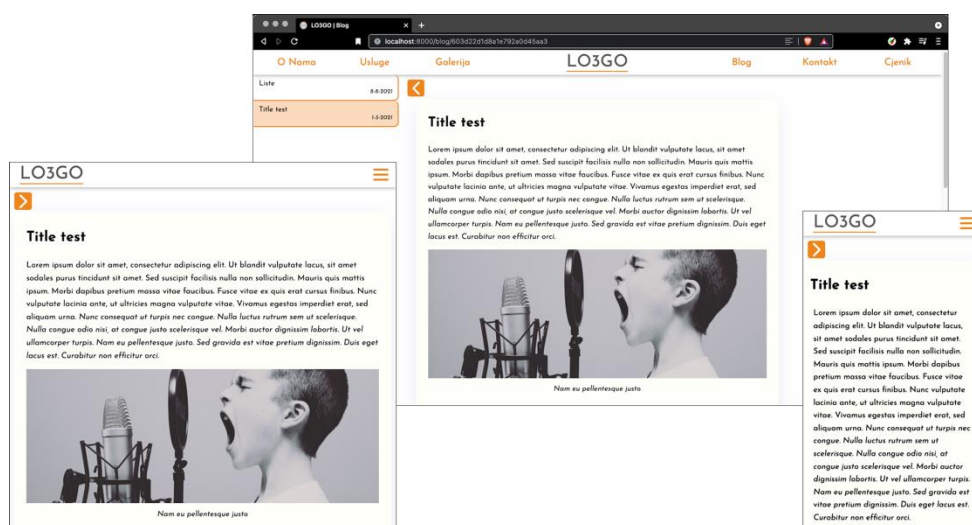 LO3GO | Blog
localhost:8000/blog/603d22d1d8a1e792a0d45aa3
O Nama Usluge Galerija LO3GO Blog Kontakt Cjenik
Liste
8-8-2021
Title test
1-5-2021
Title test
Lorem ipsum dolor sit amet, consectetur adipiscing elit. Ut blandit vulputate lacus, sit amet
sodales purus tincidunt sit amet. Sed suscipit facilisis nulla non sollicitudin. Mauris quis mattis
ipsum. Morbi dapibus pretium massa vitae faucibus. Fusce vitae ex quis erat cursus finibus. Nunc
vulputate lacinia ante, ut ultricies magna vulputate vitae. Vivamus egestas imperdiet erat, sed
aliquam urna. Nunc consequat ut turpis nec congue. Nulla luctus rutrum sem ut scelerisque.
Nulla congue odio nisi, at congue justo scelerisque vel. Morbi auctor dignissim lobortis. Ut vel
ullamcorper turpis. Nam eu pellentesque justo. Sed gravida est vitae pretium dignissim. Duis eget
lacus est. Curabitur non efficitur orci.
Nam eu pellentesque justo
LO3GO
Title test
Lorem ipsum dolor sit amet, consectetur adipiscing elit. Ut blandit vulputate lacus, sit amet
sodales purus tincidunt sit amet. Sed suscipit facilisis nulla non sollicitudin. Mauris quis mattis
ipsum. Morbi dapibus pretium massa vitae faucibus. Fusce vitae ex quis erat cursus finibus. Nunc
vulputate lacinia ante, ut ultricies magna vulputate vitae. Vivamus egestas imperdiet erat, sed
aliquam urna. Nunc consequat ut turpis nec congue. Nulla luctus rutrum sem ut scelerisque.
Nulla congue odio nisi, at congue justo scelerisque vel. Morbi auctor dignissim lobortis. Ut vel
ullamcorper turpis. Nam eu pellentesque justo. Sed gravida est vitae pretium dignissim. Duis eget
lacus est. Curabitur non efficitur orci.
Nam eu pellentesque justo
LO3GO
Title test
Lorem ipsum dolor sit amet, consectetur
adipiscing elit. Ut blandit vulputate lacus,
sit amet sodales purus tincidunt sit amet.
Sed suscipit facilisis nulla non sollicitudin.
Mauris quis mattis ipsum. Morbi dapibus
pretium massa vitae faucibus. Fusce vitae
ex quis erat cursus finibus. Nunc vulputate
lacinia ante, ut ultricies magna vulputate
vitae. Vivamus egestas imperdiet erat, sed
aliquam urna. Nunc consequat ut turpis nec
congue. Nulla luctus rutrum sem ut
scelerisque. Nulla congue odio nisi, at
congue justo scelerisque vel. Morbi auctor
dignissim lobortis. Ut vel ullamcorper turpis.
Nam eu pellentesque justo. Sed gravida est
vitae pretium dignissim. Duis eget lacus est.
Curabitur non efficitur orci.